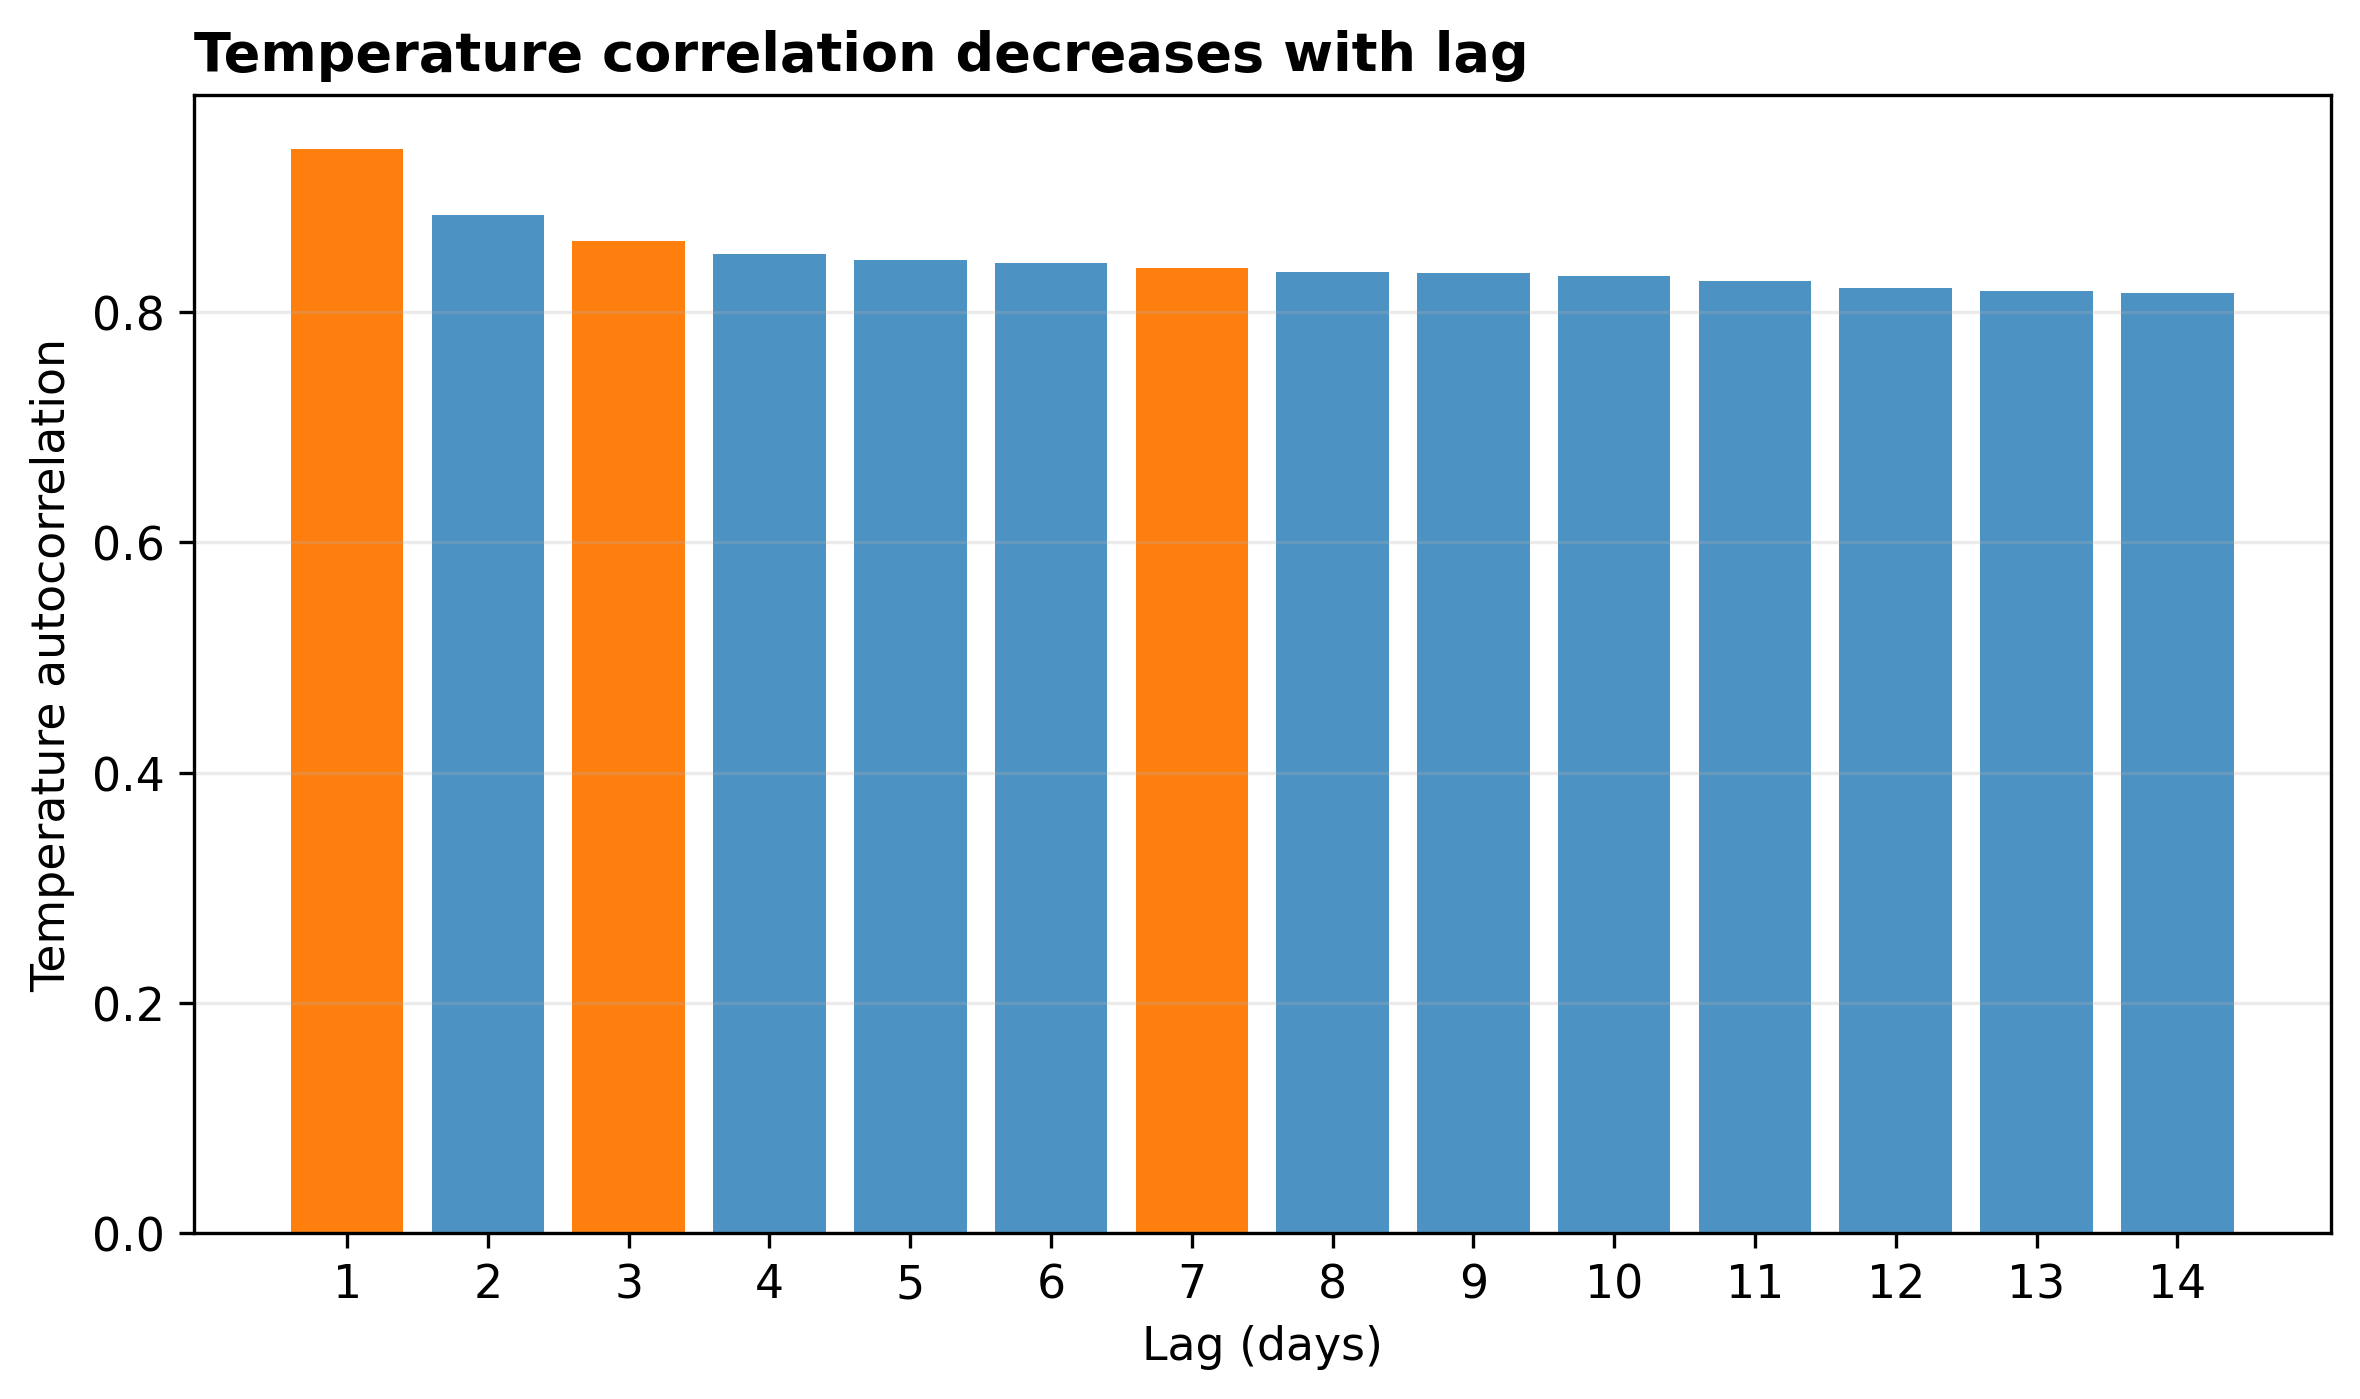 Temperature correlation decreases with lag
Temperature autocorrelation
0.8
0.6
0.4
0.2
0.0
1 2 3 4 5 6 7 8 9 10 11 12 13 14
Lag (days)